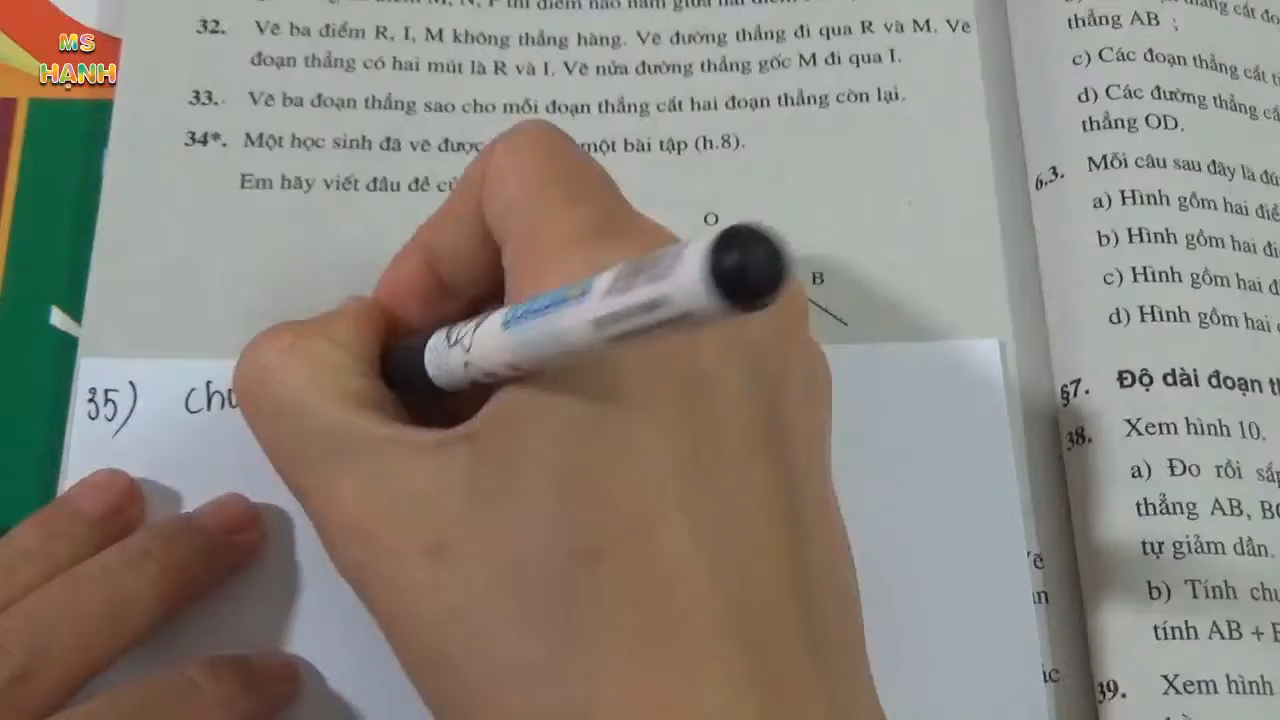 MS
HẠNH
32. Vẽ ba điểm R, I, M không thẳng hàng. Vẽ đường thẳng đi qua R và M. Vẽ
đoạn thẳng có hai mút là R và I. Vẽ nửa đường thẳng gốc M đi qua I.
33. Vẽ ba đoạn thẳng sao cho mỗi đoạn thẳng cắt hai đoạn thẳng còn lại.
34*. Một học sinh đã vẽ được một bài tập (h.8).
Em hãy viết đầu đề
O
B
35)
thẳng AB ;
c) Các đoạn thẳng cắt
d) Các đường thẳng
thẳng OD.
6.3. Mỗi câu sau đây là
a) Hình gồm hai
b) Hình gồm hai
c) Hình gồm hai
d) Hình gồm hai
§7. Độ dài đoạn
38. Xem hình 10.
a) Đo rồi
thẳng AB,
tự giảm dần.
b) Tính
tính AB +
39. Xem hình